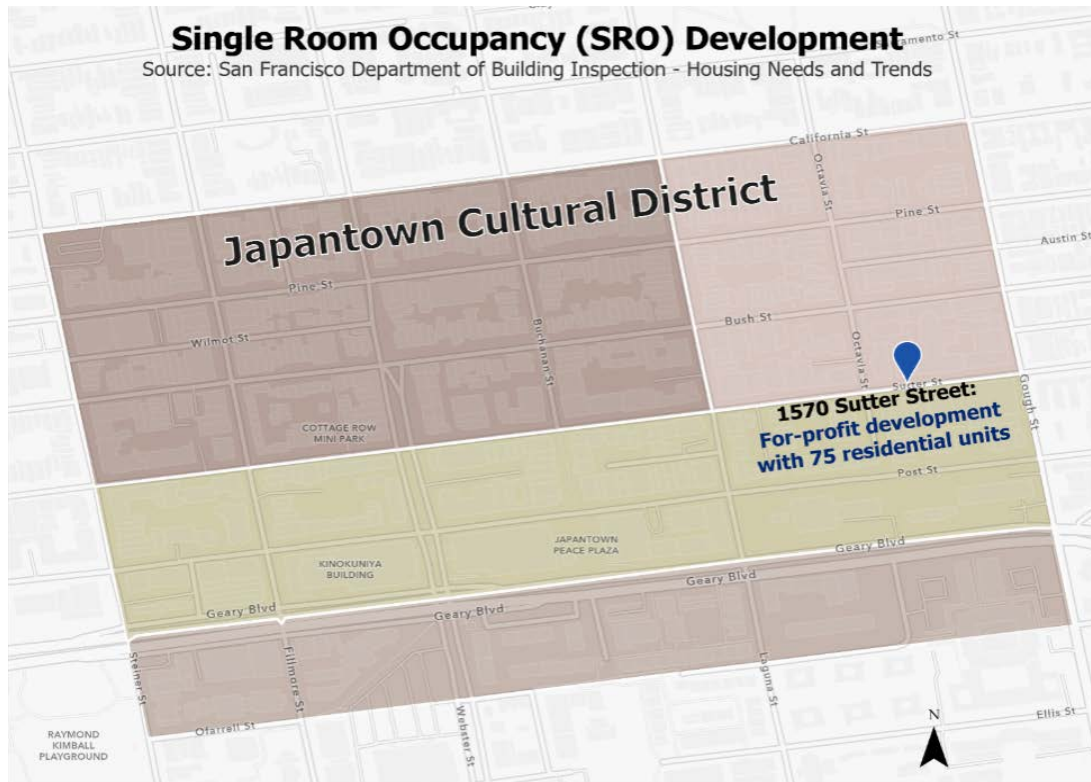 Single Room Occupancy (SRO) Development
Sacramento St
Source: San Francisco Department of Building Inspection - Housing Needs and Trends
California St
Octavia St
Japantown Cultural District
Pine St
Austin St
Pine St
Bush St
Buchanan St
Wilmot St
Octavia St
Sutter St
Gough St
1570 Sutter Street:
For-profit development
with 75 residential units
COTTAGE ROW
MINI PARK
Post St
JAPANTOWN
PEACE PLAZA
Geary Blvd
KINOKUNIYA
BUILDING
Geary Blvd
Geary Blvd
Geary Blvd
Steiner St
Fillmore St
Laguna St
Webster St
Ofarrell St
Ellis St
N
RAYMOND
KIMBALL
PLAYGROUND